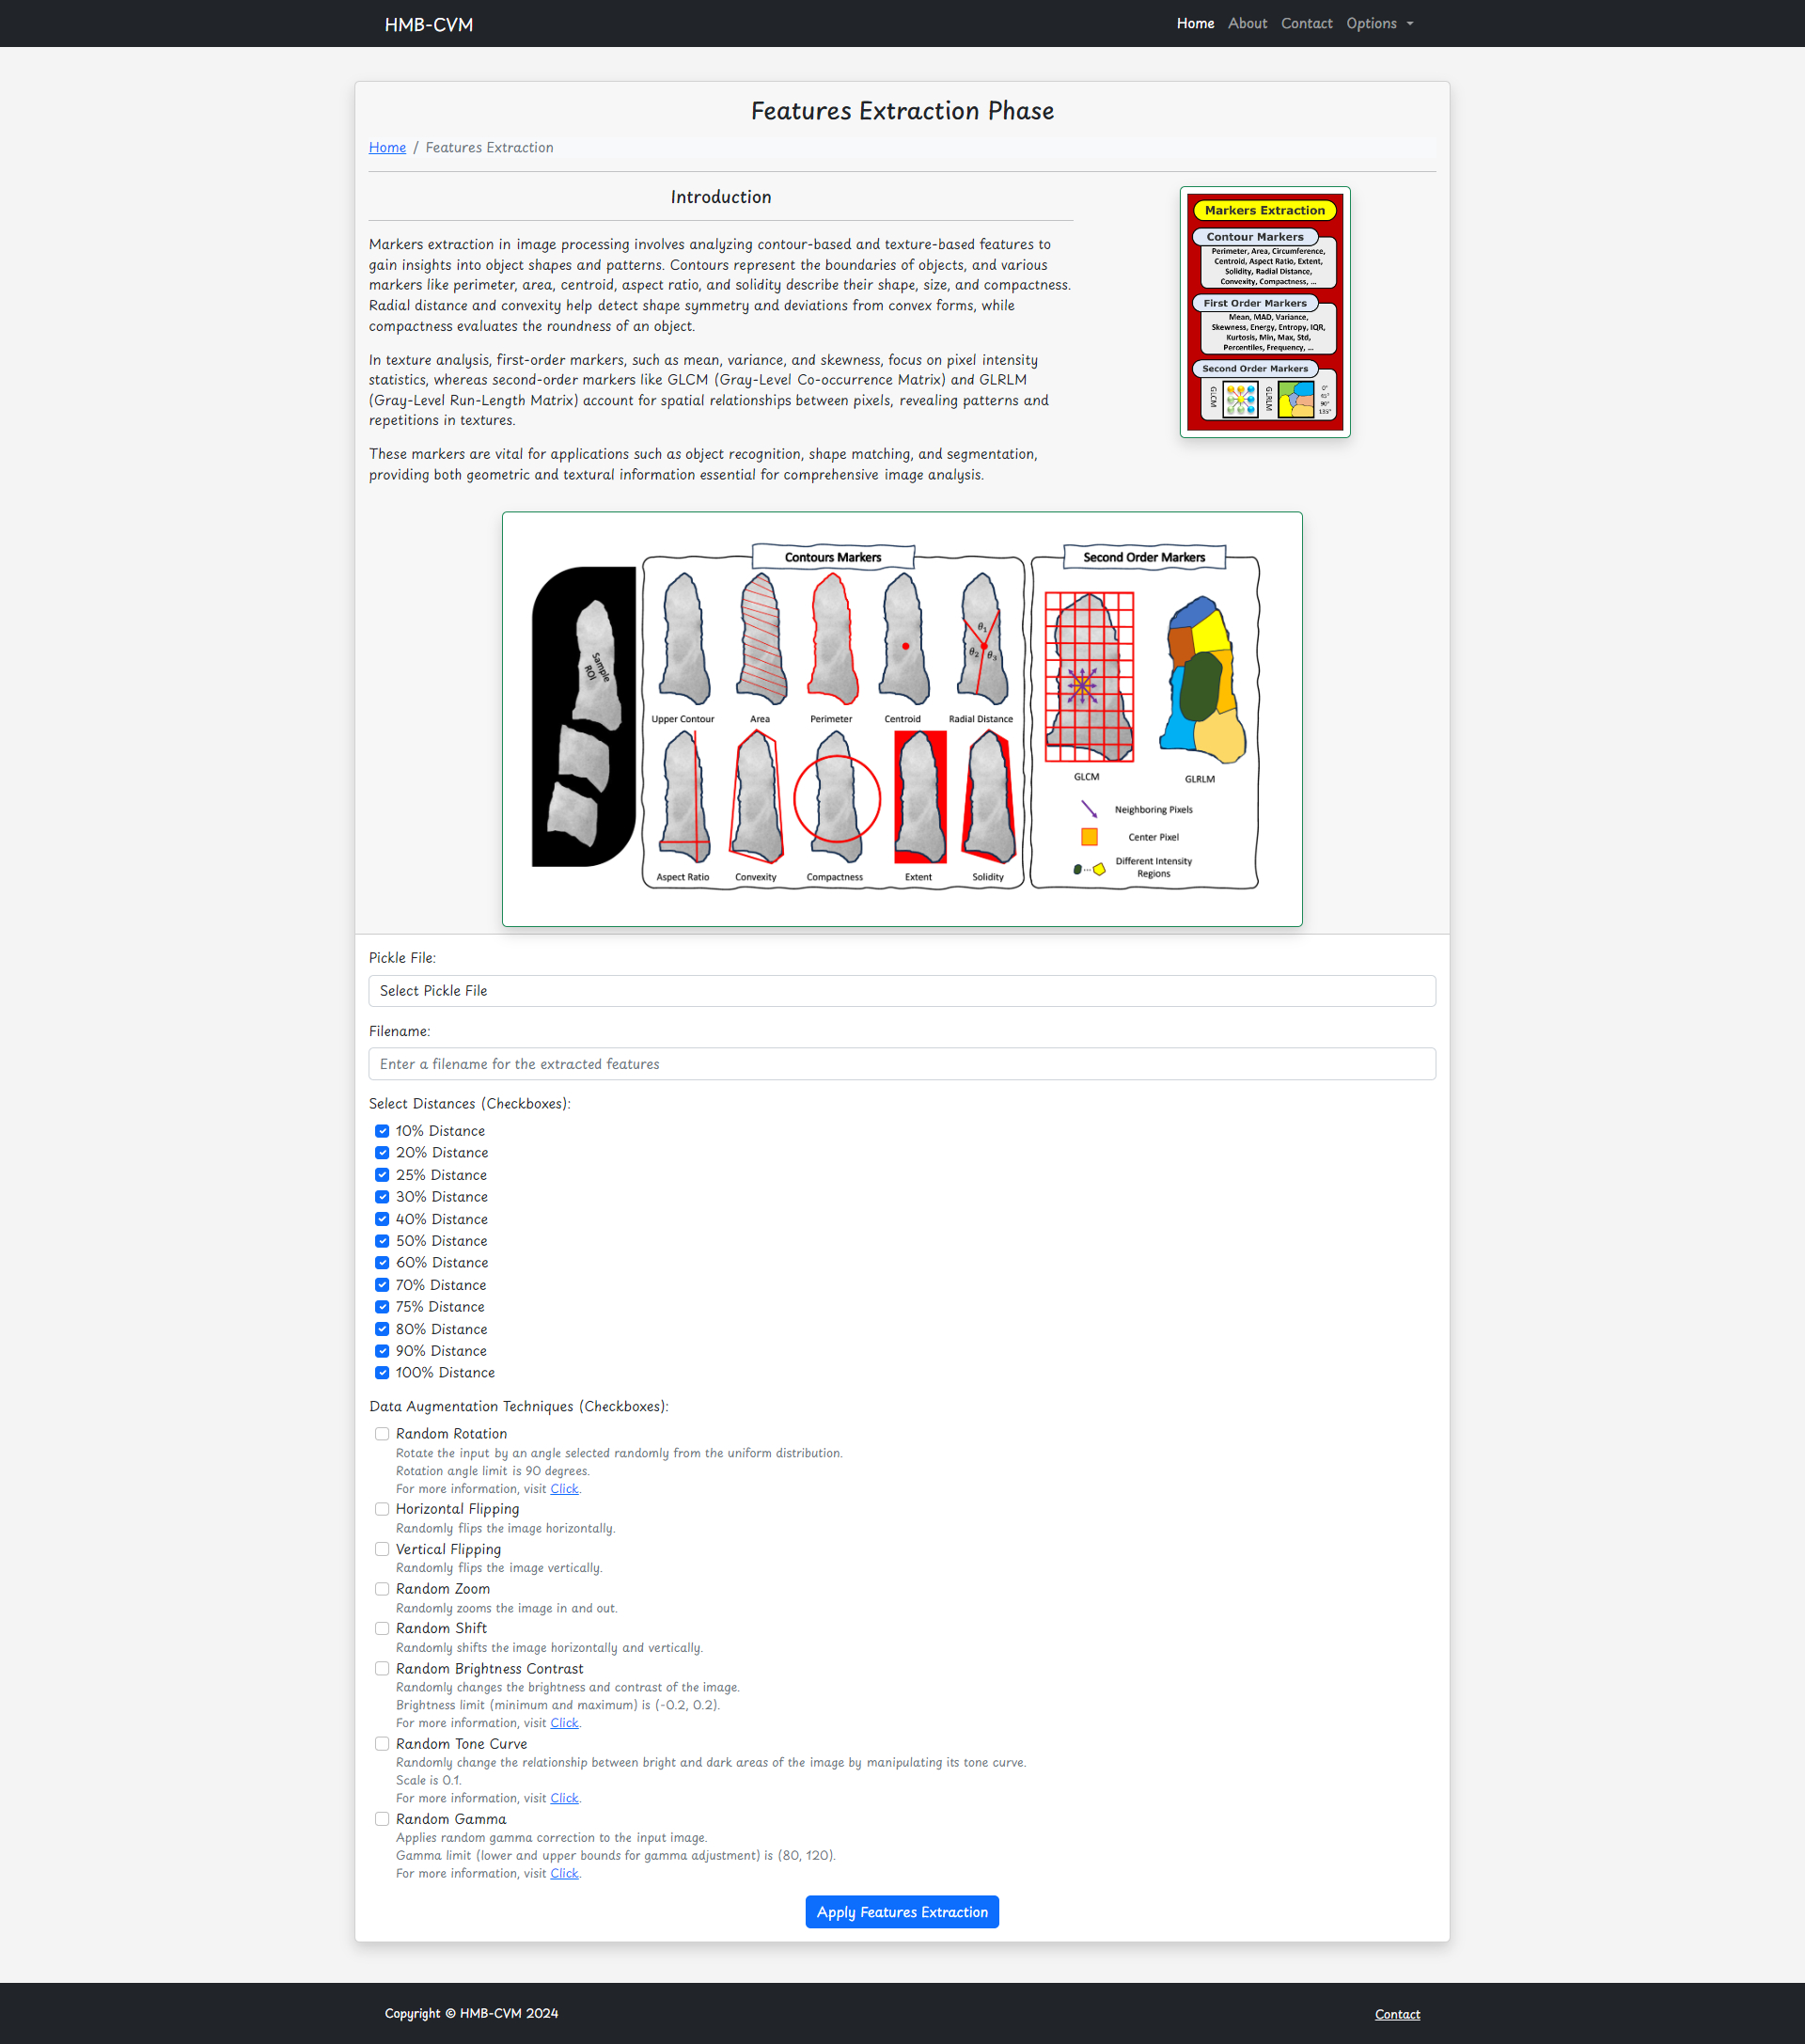 HMB-CVM
Home About Contact Options
Features Extraction Phase
Home / Features Extraction
Introduction
Markers extraction in image processing involves analyzing contour-based and texture-based features to
gain insights into object shapes and patterns. Contours represent the boundaries of objects, and various
markers like perimeter, area, centroid, aspect ratio, and solidity describe their shape, size, and compactness.
Radial distance and convexity help detect shape symmetry and deviations from convex forms, while
compactness evaluates the roundness of an object.
In texture analysis, first-order markers, such as mean, variance, and skewness, focus on pixel intensity
statistics, whereas second-order markers like GLCM (Gray-Level Co-occurrence Matrix) and GLRLM
(Gray-Level Run-Length Matrix) account for spatial relationships between pixels, revealing patterns and
repetitions in textures.
These markers are vital for applications such as object recognition, shape matching, and segmentation,
providing both geometric and textural information essential for comprehensive image analysis.
Markers Extraction
Contour Markers
Perimeter, Area, Circumference,
Centroid, Aspect Ratio, Extent,
Solidity, Radial Distance,
Convexity, Compactness, ...
First Order Markers
Mean, MAD, Variance,
Skewness, Energy, Entropy, IQR,
Kurtosis, Min, Max, Std,
Percentiles, Frequency, ...
Second Order Markers
GLCM
GLRLM
0°
45°
90°
135°
Sample
ROI
Contours Markers
θ1
θ2 θ3
Upper Contour Area Perimeter Centroid Radial Distance
Aspect Ratio Convexity Compactness Extent Solidity
Second Order Markers
GLCM GLRLM
Neighboring Pixels
Center Pixel
... Different Intensity
Regions
Pickle File:
Select Pickle File
Filename:
Enter a filename for the extracted features
Select Distances (Checkboxes):
10% Distance
20% Distance
25% Distance
30% Distance
40% Distance
50% Distance
60% Distance
70% Distance
75% Distance
80% Distance
90% Distance
100% Distance
Data Augmentation Techniques (Checkboxes):
Random Rotation
Rotate the input by an angle selected randomly from the uniform distribution.
Rotation angle limit is 90 degrees.
For more information, visit Click.
Horizontal Flipping
Randomly flips the image horizontally.
Vertical Flipping
Randomly flips the image vertically.
Random Zoom
Randomly zooms the image in and out.
Random Shift
Randomly shifts the image horizontally and vertically.
Random Brightness Contrast
Randomly changes the brightness and contrast of the image.
Brightness limit (minimum and maximum) is (-0.2, 0.2).
For more information, visit Click.
Random Tone Curve
Randomly change the relationship between bright and dark areas of the image by manipulating its tone curve.
Scale is 0.1.
For more information, visit Click.
Random Gamma
Applies random gamma correction to the input image.
Gamma limit (lower and upper bounds for gamma adjustment) is (80, 120).
For more information, visit Click.
Apply Features Extraction
Copyright © HMB-CVM 2024
Contact